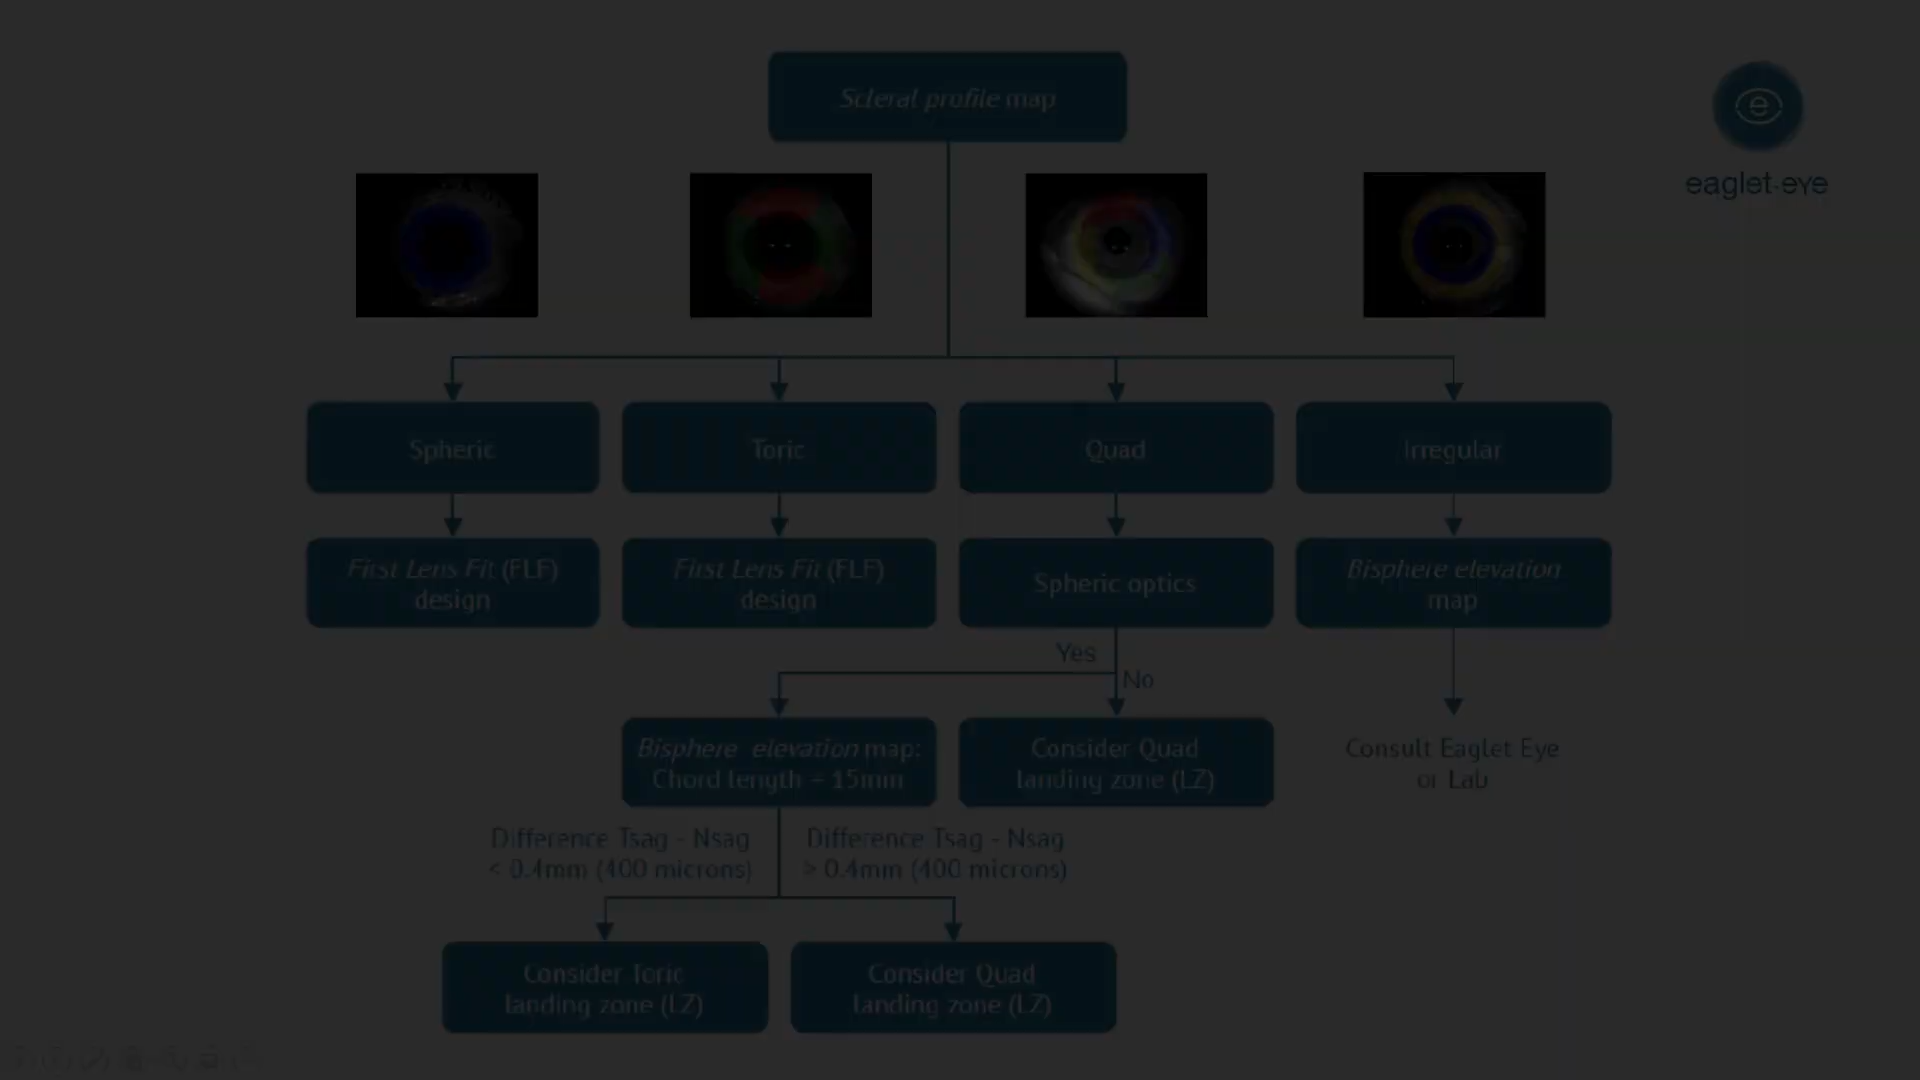 Scleral profile map
eaglet-eye
Spheric
Toric
Quad
Irregular
First Lens Fit (FLF)
design
First Lens Fit (FLF)
design
Spheric optics
Bisphere elevation
map
Yes
No
Bisphere elevation map:
Chord length = 15mm
Consider Quad
landing zone (LZ)
Consult Eaglet Eye
or Lab
Difference Tsag - Nsag
< 0.4mm (400 microns)
Difference Tsag - Nsag
> 0.4mm (400 microns)
Consider Toric
landing zone (LZ)
Consider Quad
landing zone (LZ)